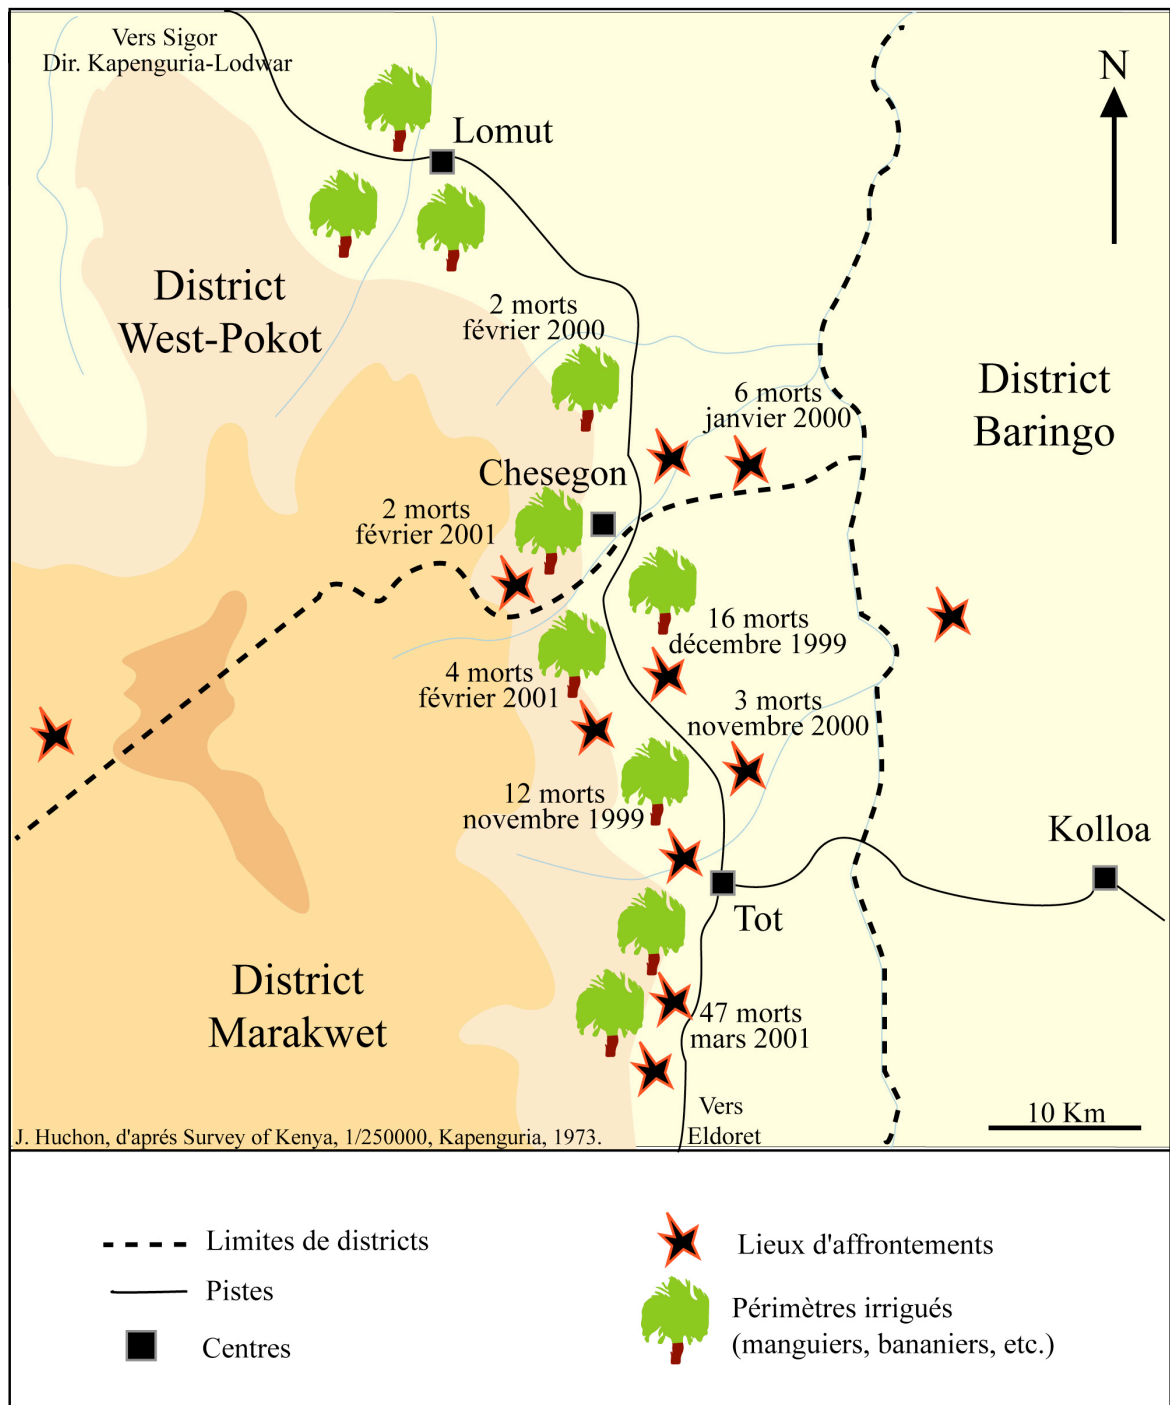 Vers Sigor
Dir. Kapenguria-Lodwar
N
Lomut
District
West-Pokot
2 morts
février 2000
District
Baringo
6 morts
janvier 2000
Chesegon
2 morts
février 2001
16 morts
décembre 1999
4 morts
février 2001
3 morts
novembre 2000
12 morts
novembre 1999
Kolloa
Tot
District
Marakwet
47 morts
mars 2001
Vers
Eldoret
10 Km
J. Huchon, d'aprés Survey of Kenya, 1/250000, Kapenguria, 1973.
Limites de districts
Pistes
Centres
Lieux d'affrontements
Périmètres irrigués
(manguiers, bananiers, etc.)